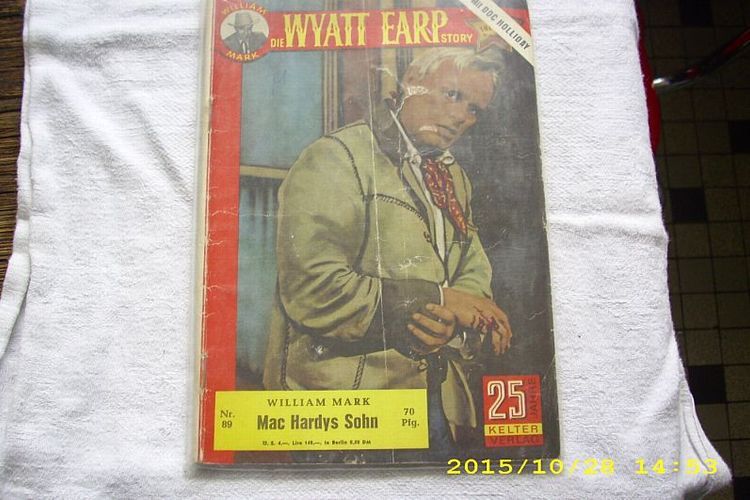 WILLIAM
MARK
DIE WYATT EARP STORY
MIT DOC HOLLIDAY
Nr.
89
WILLIAM MARK
Mac Hardys Sohn
70
Pfg.
25
JAHRE
KELTER
VERLAG
2015/10/28 14:53